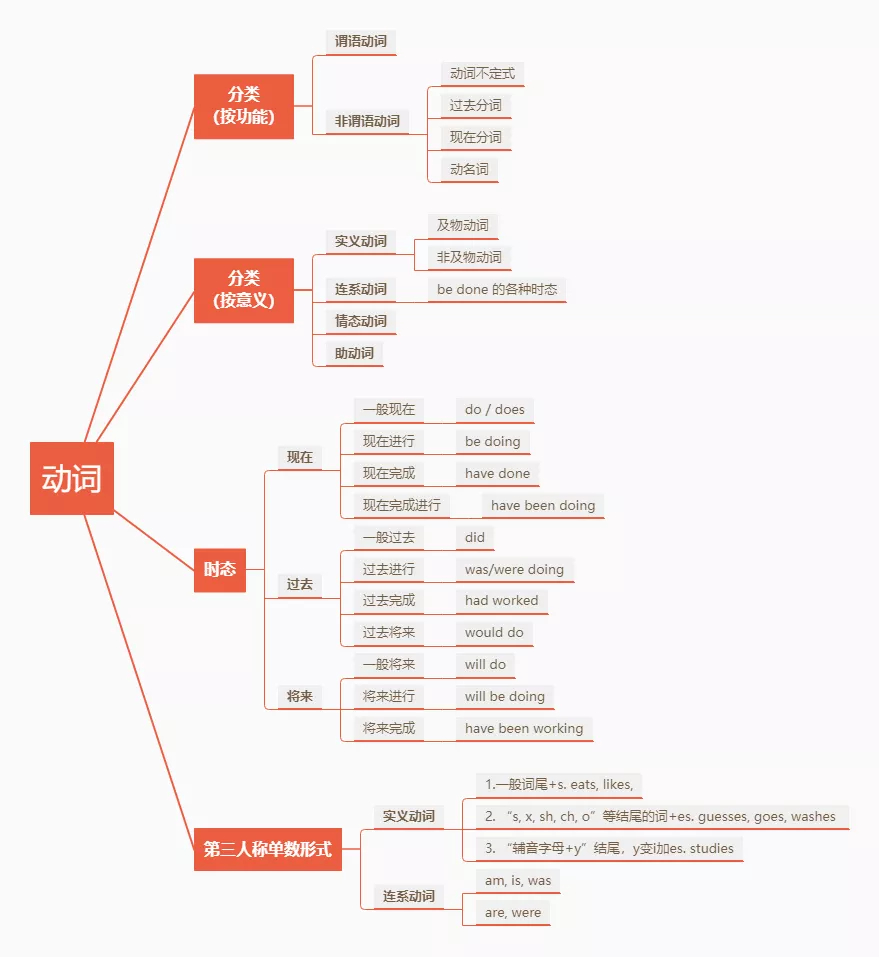 动词
分类
(按功能)
谓语动词
非谓语动词
动词不定式
过去分词
现在分词
动名词
分类
(按意义)
实义动词
及物动词
非及物动词
连系动词
be done 的各种时态
情态动词
助动词
时态
现在
一般现在
do / does
现在进行
be doing
现在完成
have done
现在完成进行
have been doing
过去
一般过去
did
过去进行
was/were doing
过去完成
had worked
过去将来
would do
将来
一般将来
will do
将来进行
will be doing
将来完成
have been working
第三人称单数形式
实义动词
1.一般词尾+s. eats, likes,
2. “s, x, sh, ch, o”等结尾的词+es. guesses, goes, washes
3. “辅音字母+y”结尾，y变i加es. studies
连系动词
am, is, was
are, were